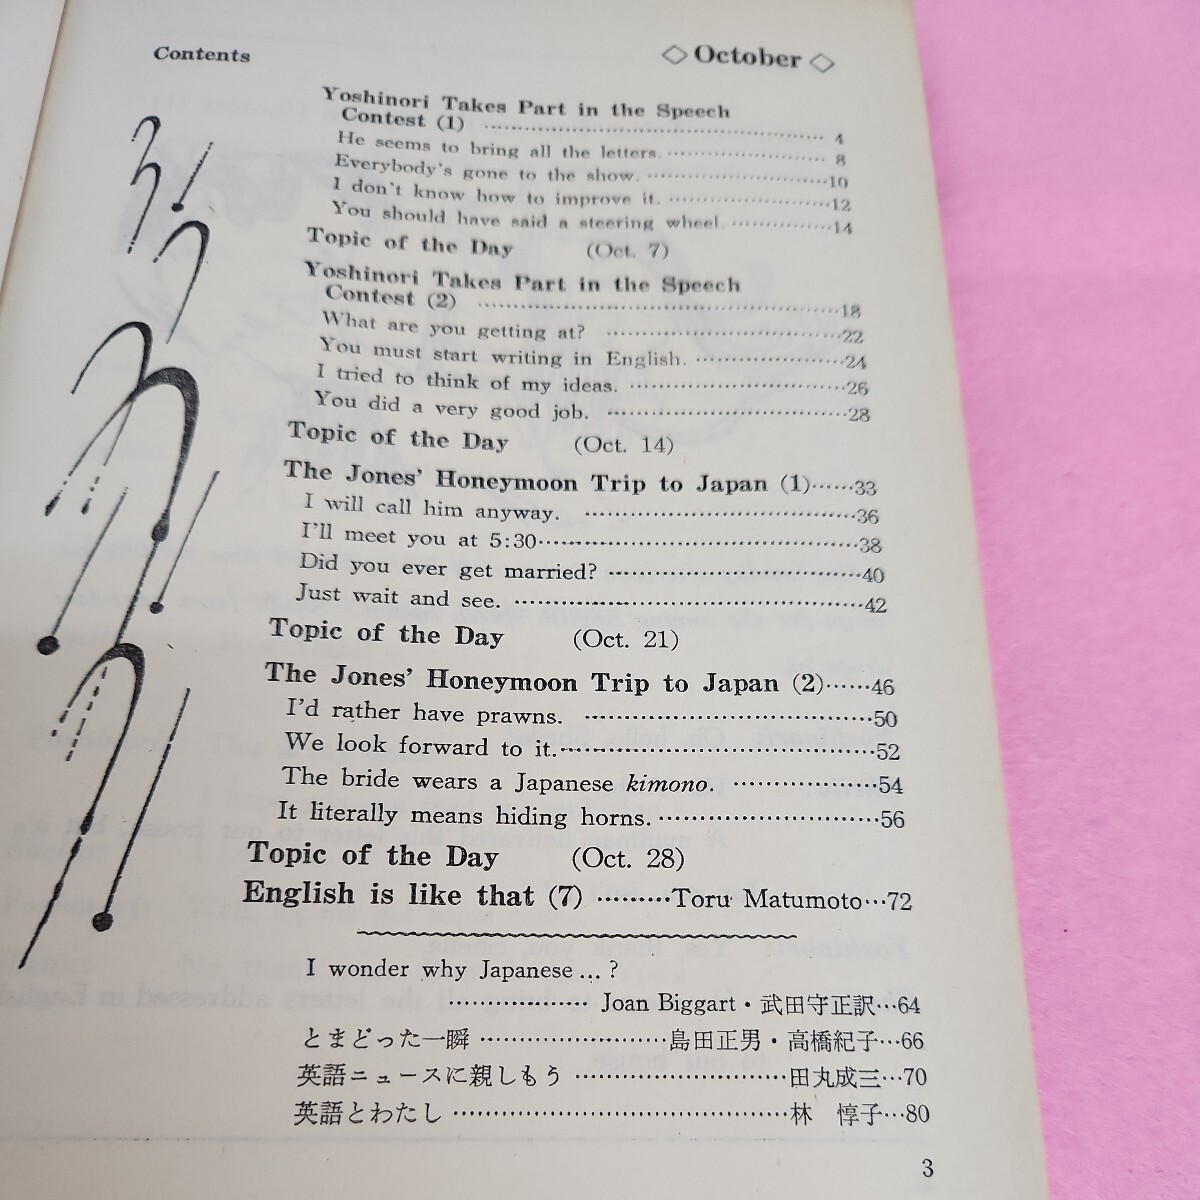 Contents
◇ October ◇
Yoshinori Takes Part in the Speech
Contest (1) ………… 4
He seems to bring all the letters. ………… 8
Everybody's gone to the show. ………… 10
I don't know how to improve it. ………… 12
You should have said a steering wheel. ………… 14
Topic of the Day (Oct. 7)
Yoshinori Takes Part in the Speech
Contest (2) ………… 18
What are you getting at? ………… 22
You must start writing in English. ………… 24
I tried to think of my ideas. ………… 26
You did a very good job. ………… 28
Topic of the Day (Oct. 14)
The Jones' Honeymoon Trip to Japan (1)……33
I will call him anyway. ………… 36
I'll meet you at 5:30………… 38
Did you ever get married? ………… 40
Just wait and see. ………… 42
Topic of the Day (Oct. 21)
The Jones' Honeymoon Trip to Japan (2)……46
I'd rather have prawns. ………… 50
We look forward to it. ………… 52
The bride wears a Japanese kimono. ………… 54
It literally means hiding horns. ………… 56
Topic of the Day (Oct. 28)
English is like that (7) ………Toru Matumoto…72
I wonder why Japanese…?
………… Joan Biggart・武田守正訳…64
とまどった一瞬 …………島田正男・高橋紀子…66
英語ニュースに親しもう …………田丸成三…70
英語とわたし …………林 惇子…80
3